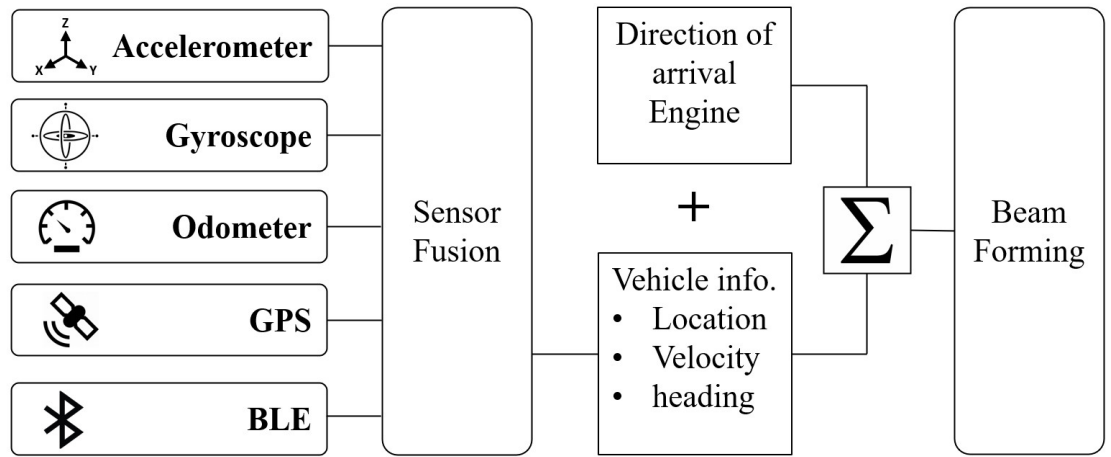 Z
X
Y
Accelerometer
Gyroscope
Odometer
GPS
BLE
Sensor
Fusion
Direction of
arrival
Engine
+
Vehicle info.
• Location
• Velocity
• heading
Σ
Beam
Forming